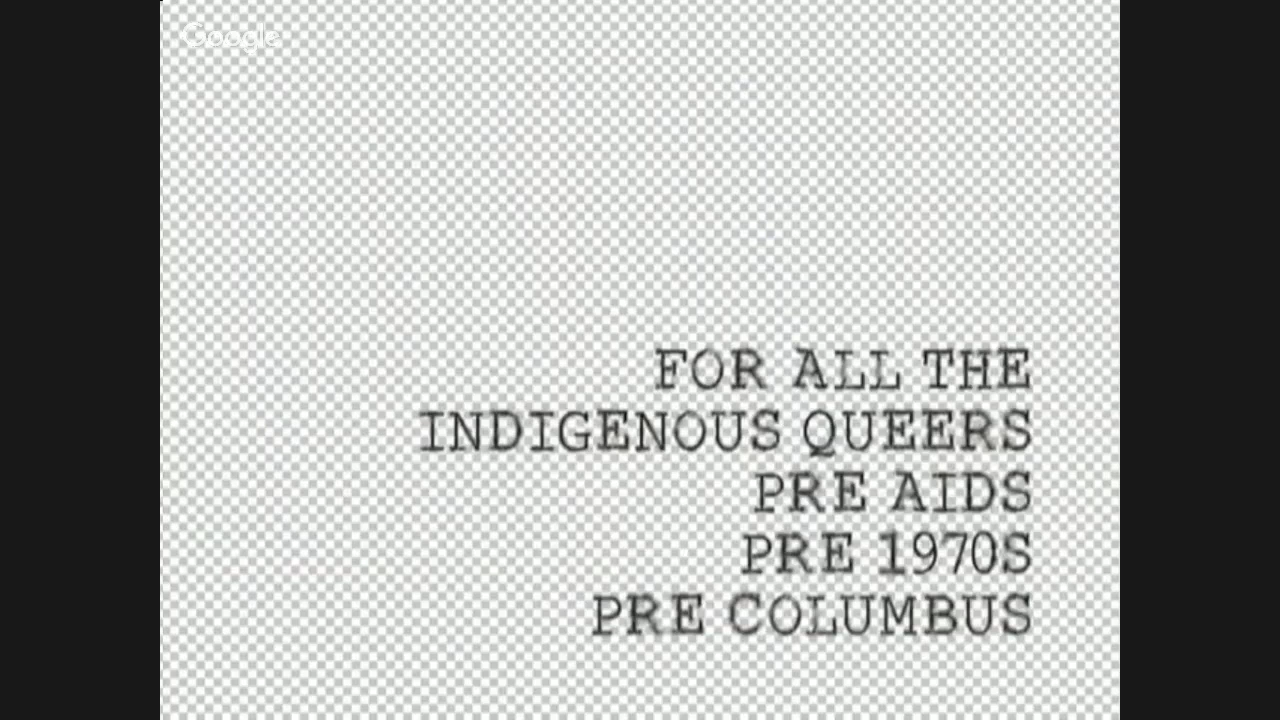 Google
FOR ALL THE
INDIGENOUS QUEERS
PRE AIDS
PRE 1970S
PRE COLUMBUS